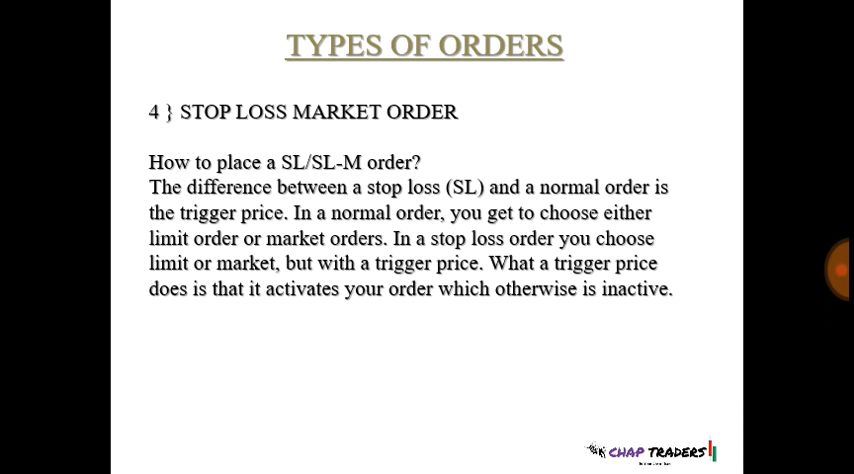 TYPES OF ORDERS
4 } STOP LOSS MARKET ORDER
How to place a SL/SL-M order?
The difference between a stop loss (SL) and a normal order is
the trigger price. In a normal order, you get to choose either
limit order or market orders. In a stop loss order you choose
limit or market, but with a trigger price. What a trigger price
does is that it activates your order which otherwise is inactive.
CHAP TRADERS